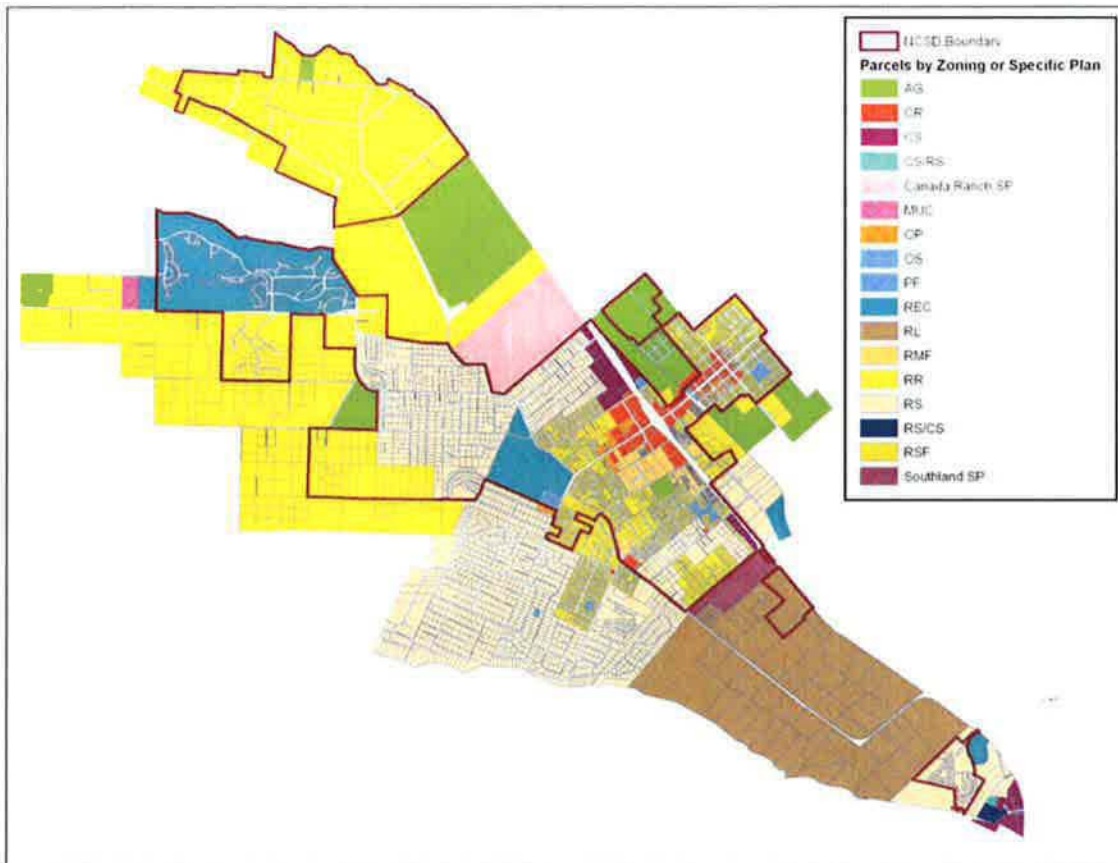 NCSD Boundary
Parcels by Zoning or Specific Plan
AG
CR
CS
CS/RS
Canada Ranch SP
MUC
OP
OS
PF
REC
RL
RMF
RR
RS
RS/CS
RSF
Southland SP